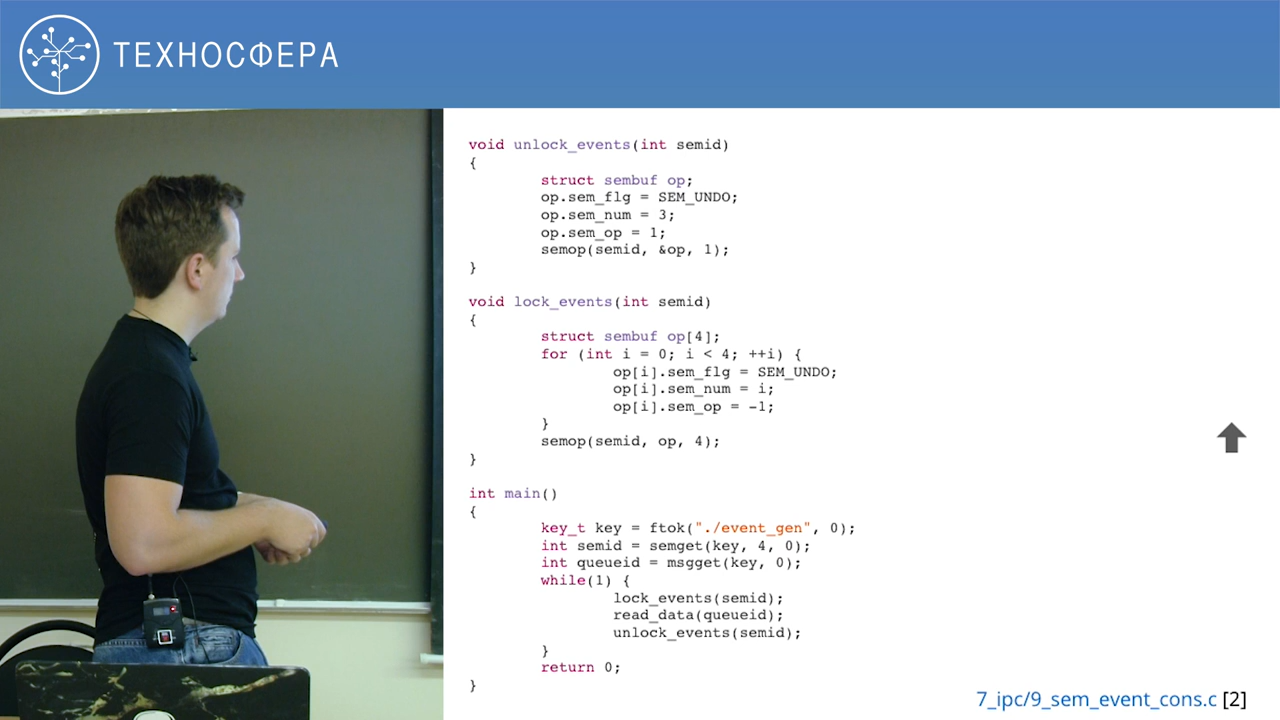 ТЕХНОСФЕРА
void unlock_events(int semid)
{
struct sembuf op;
op.sem_flg = SEM_UNDO;
op.sem_num = 3;
op.sem_op = 1;
semop(semid, &op, 1);
}
void lock_events(int semid)
{
struct sembuf op[4];
for (int i = 0; i < 4; ++i) {
op[i].sem_flg = SEM_UNDO;
op[i].sem_num = i;
op[i].sem_op = -1;
}
semop(semid, op, 4);
}
int main()
{
key_t key = ftok("./event_gen", 0);
int semid = semget(key, 4, 0);
int queueid = msgget(key, 0);
while(1) {
lock_events(semid);
read_data(queueid);
unlock_events(semid);
}
return 0;
}
7_ipc/9_sem_event_cons.c [2]